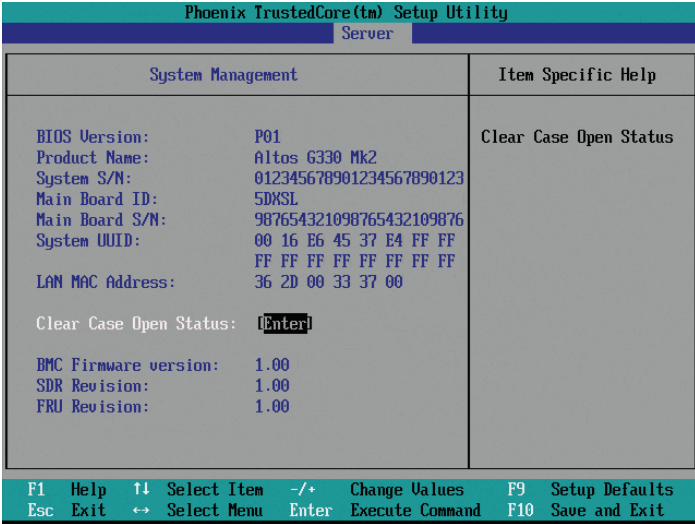 Phoenix TrustedCore(tm) Setup Utility
Server
System Management
Item Specific Help
BIOS Version: P01
Clear Case Open Status
Product Name: Altos G330 Mk2
System S/N: 012345678901234567890123
Main Board ID: 5DXSL
Main Board S/N: 987654321098765432109876
System UUID: 00 16 E6 45 37 E4 FF FF
FF FF FF FF FF FF FF FF
LAN MAC Address: 36 2D 00 33 37 00
Clear Case Open Status: [Enter]
BMC Firmware version: 1.00
SDR Revision: 1.00
FRU Revision: 1.00
F1 Help ↑↓ Select Item -/+ Change Values F9 Setup Defaults
Esc Exit ↔ Select Menu Enter Execute Command F10 Save and Exit